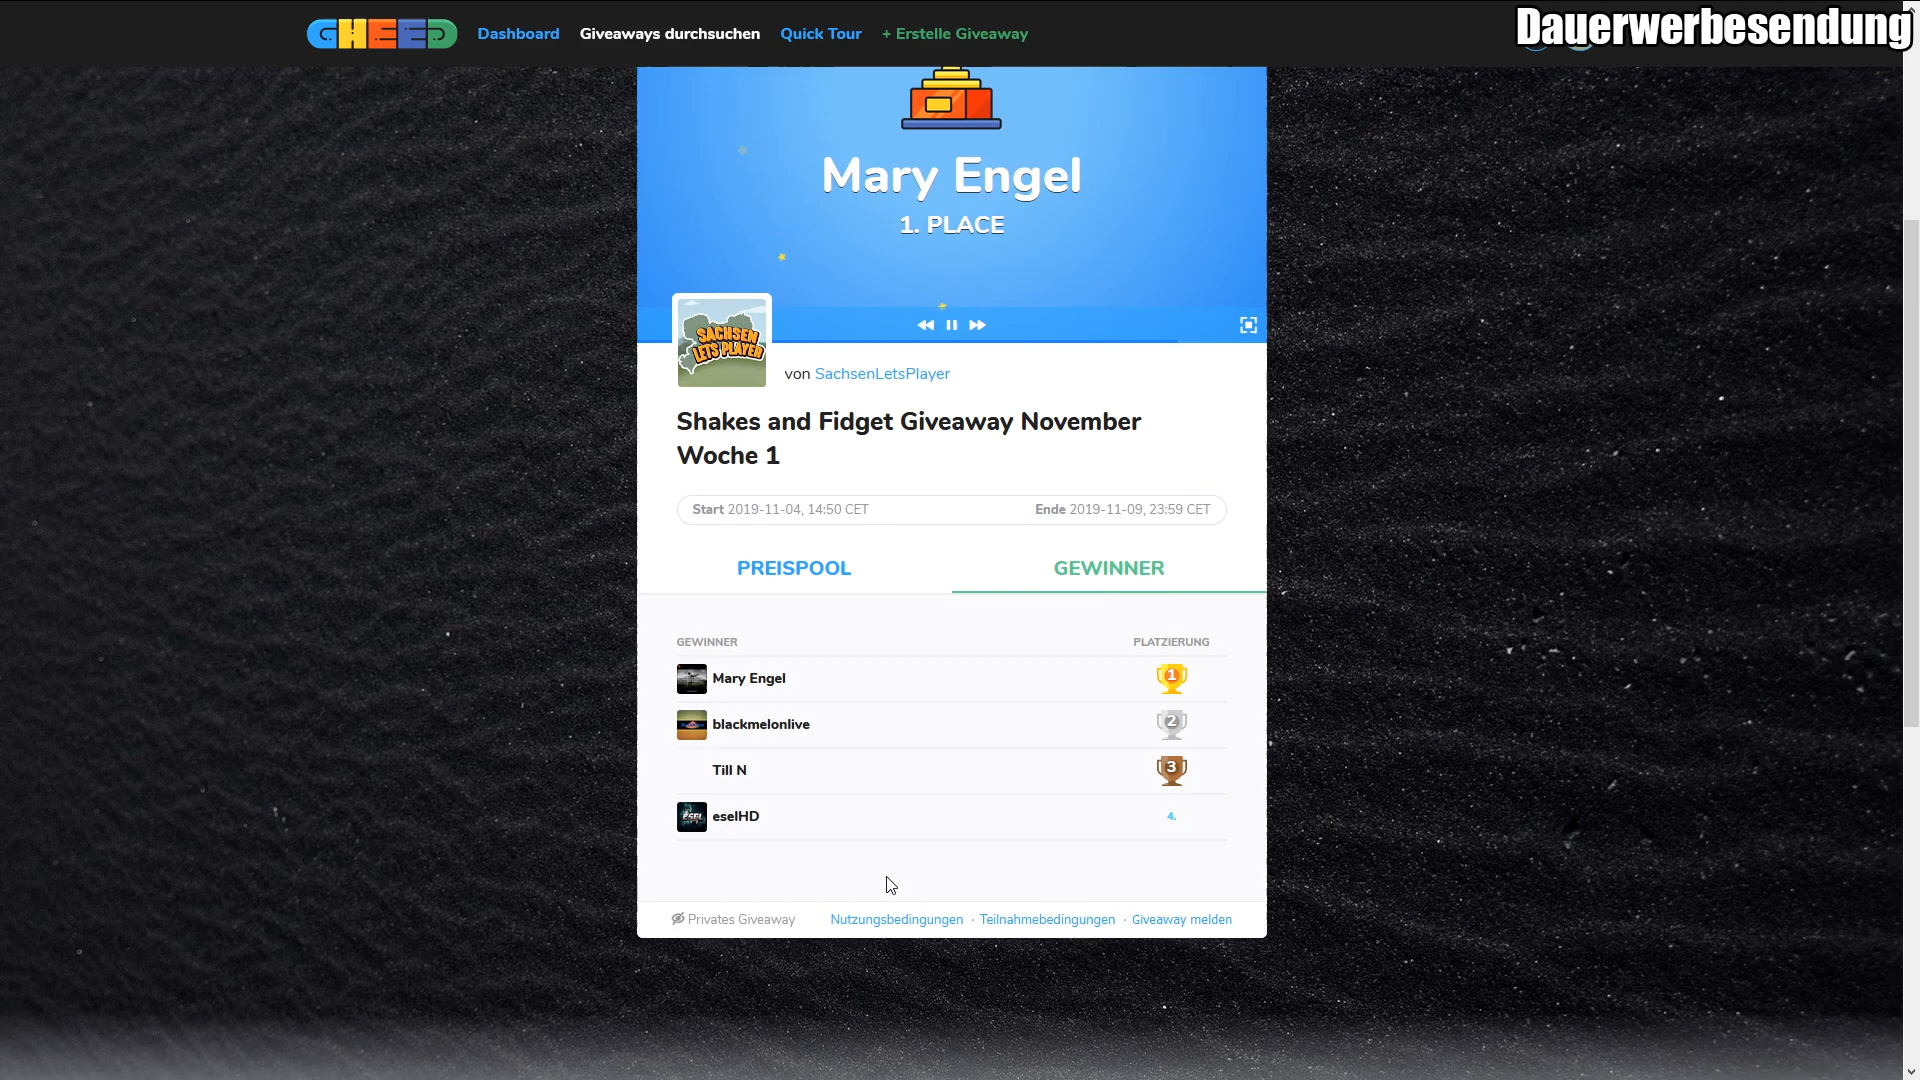 CHEED
Dashboard
Giveaways durchsuchen
Quick Tour
+ Erstelle Giveaway
Dauerwerbesendung
Mary Engel
1. PLACE
SACHSEN
LETS PLAYER
von SachsenLetsPlayer
Shakes and Fidget Giveaway November
Woche 1
Start 2019-11-04, 14:50 CET
Ende 2019-11-09, 23:59 CET
PREISPOOL
GEWINNER
GEWINNER
PLATZIERUNG
Mary Engel
1
blackmelonlive
2
Till N
3
ESEL
eselHD
4.
Privates Giveaway
Nutzungsbedingungen · Teilnahmebedingungen · Giveaway melden